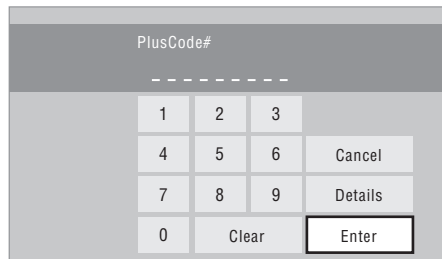 PlusCode#
_ _ _ _ _ _ _ _ _
1 2 3
4 5 6 Cancel
7 8 9 Details
0 Clear Enter